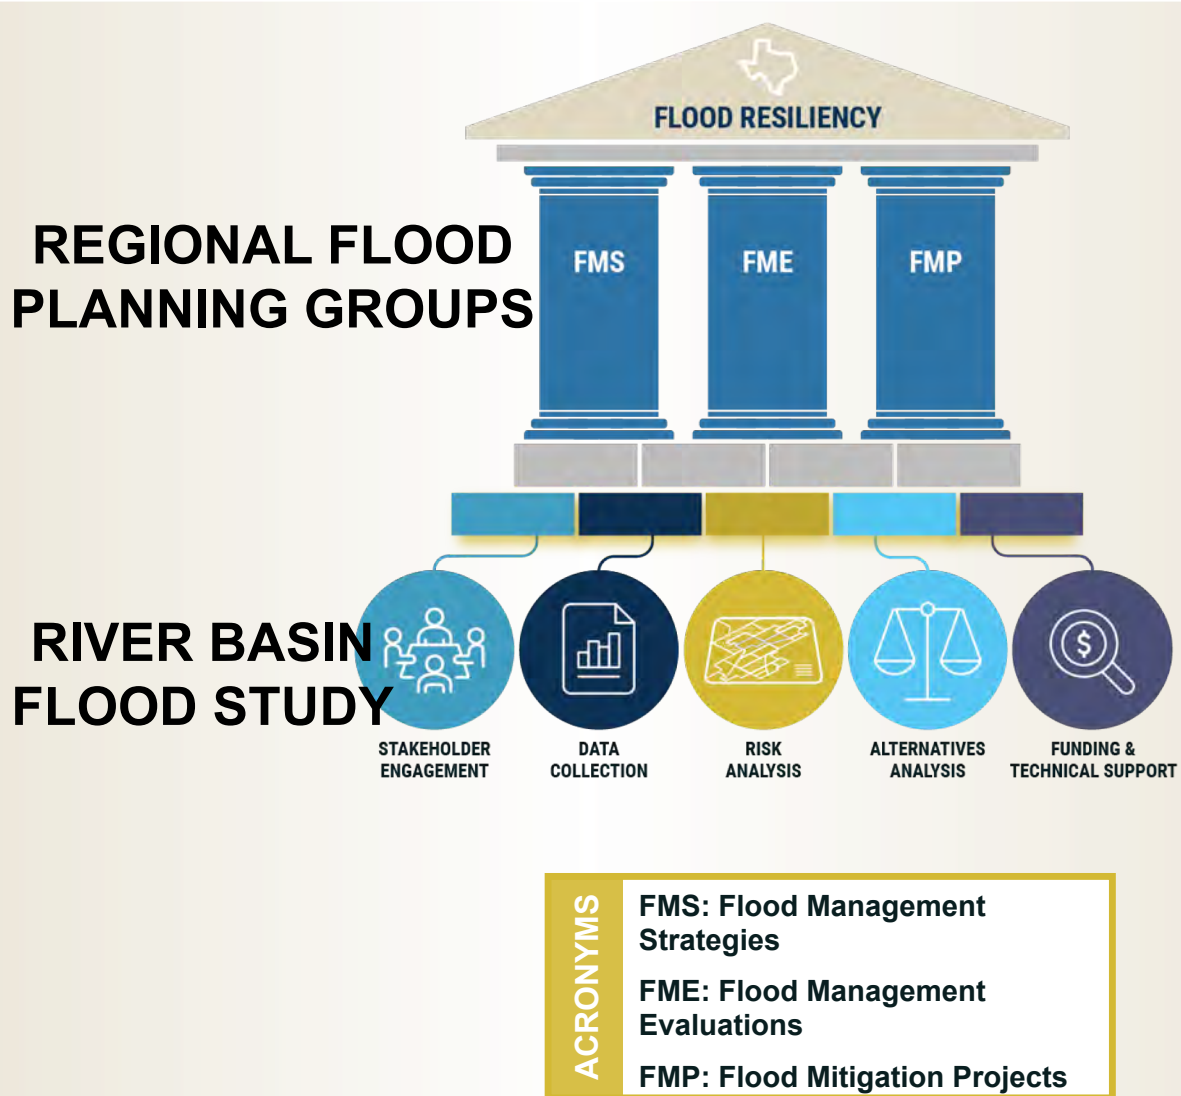 FLOOD RESILIENCY
REGIONAL FLOOD
PLANNING GROUPS
FMS
FME
FMP
RIVER BASIN
FLOOD STUDY
$
STAKEHOLDER
ENGAGEMENT
DATA
COLLECTION
RISK
ANALYSIS
ALTERNATIVES
ANALYSIS
FUNDING &
TECHNICAL SUPPORT
ACRONYMS
FMS: Flood Management
Strategies
FME: Flood Management
Evaluations
FMP: Flood Mitigation Projects